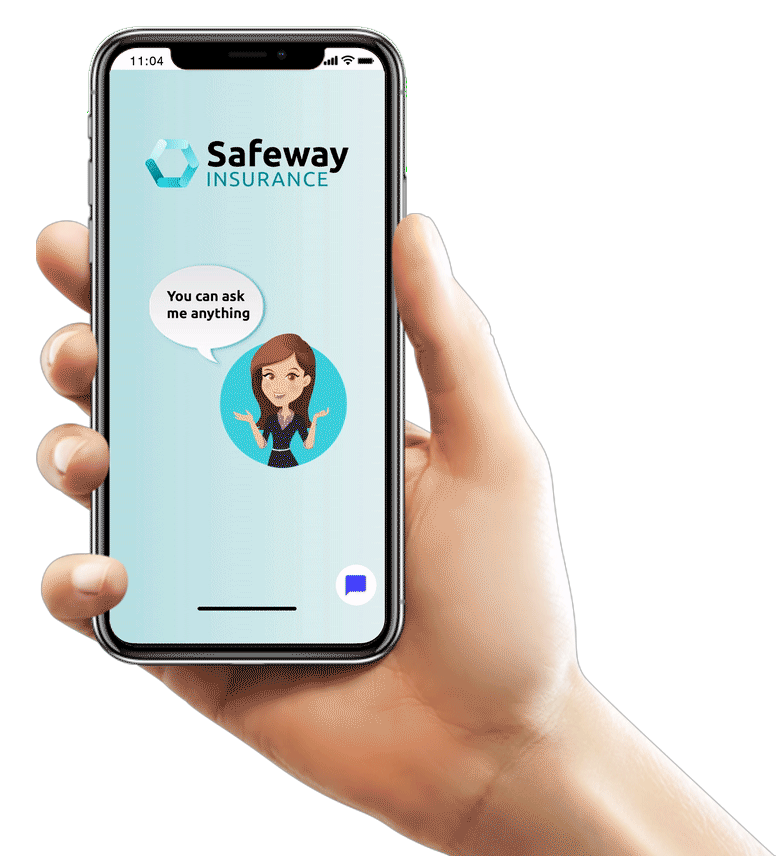 11:04
Safeway
INSURANCE
You can ask
me anything